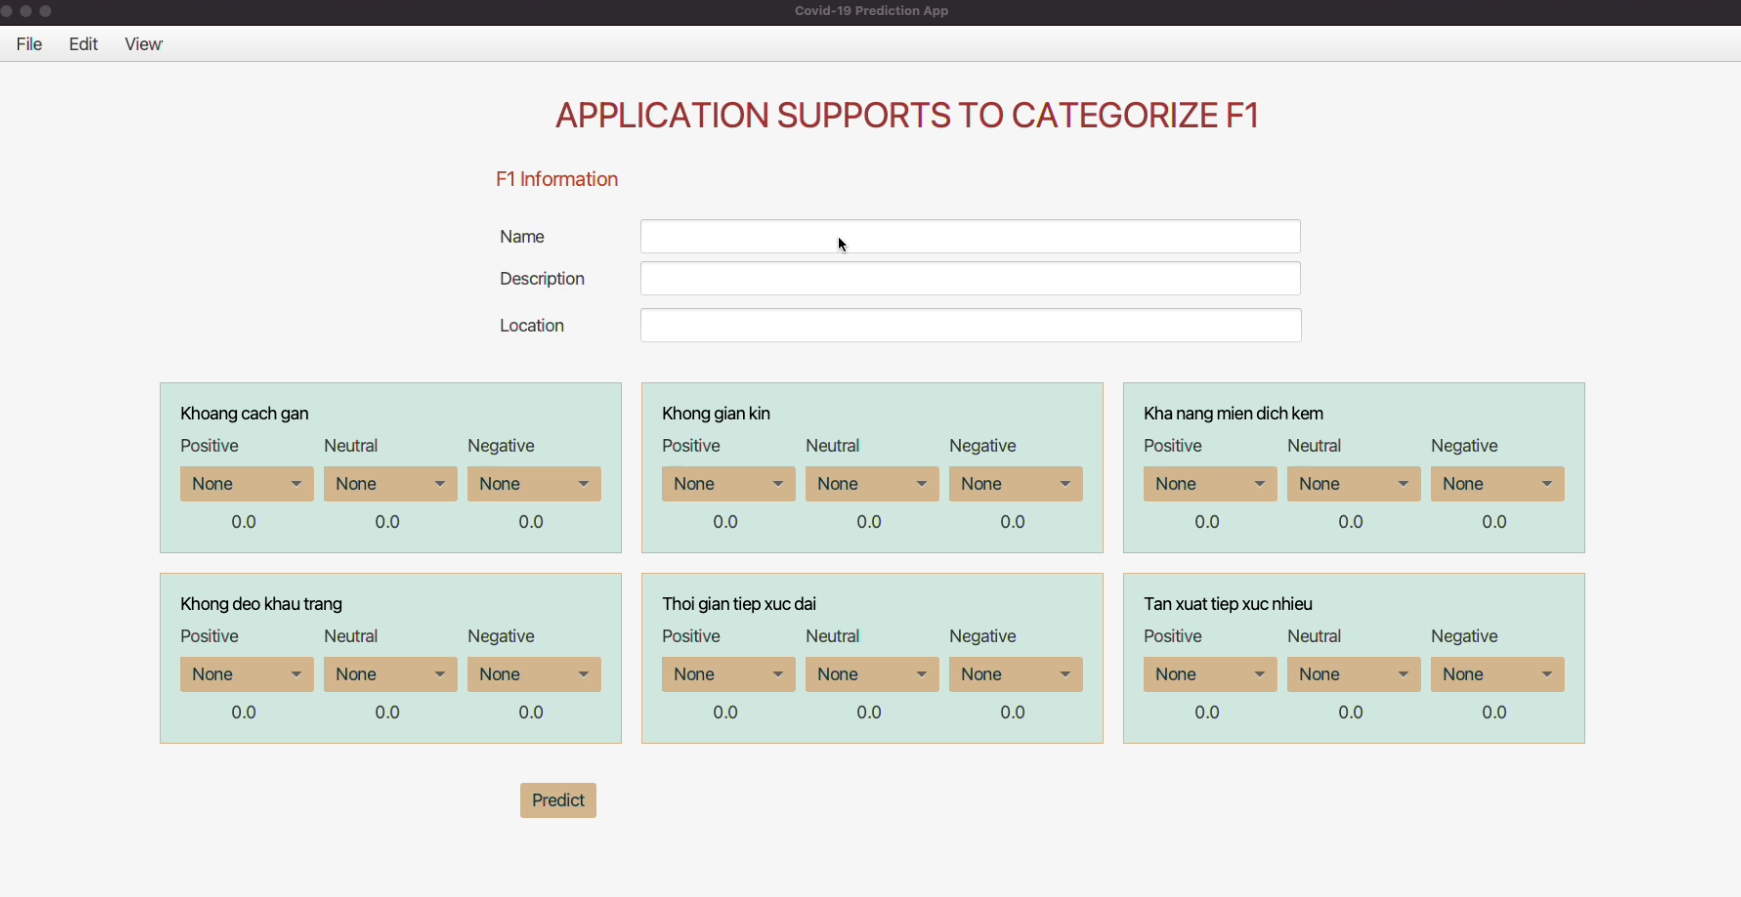 Covid-19 Prediction App
File Edit View
APPLICATION SUPPORTS TO CATEGORIZE F1
F1 Information
Name
Description
Location
Khoang cach gan
Positive Neutral Negative
None None None
0.0 0.0 0.0
Khong gian kin
Positive Neutral Negative
None None None
0.0 0.0 0.0
Kha nang mien dich kem
Positive Neutral Negative
None None None
0.0 0.0 0.0
Khong deo khau trang
Positive Neutral Negative
None None None
0.0 0.0 0.0
Thoi gian tiep xuc dai
Positive Neutral Negative
None None None
0.0 0.0 0.0
Tan xuat tiep xuc nhieu
Positive Neutral Negative
None None None
0.0 0.0 0.0
Predict